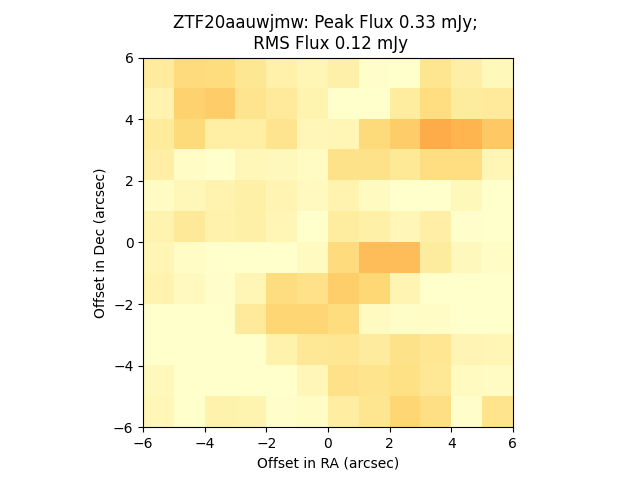 ZTF20aauwjmw: Peak Flux 0.33 mJy;
RMS Flux 0.12 mJy
6
4
2
0
−2
−4
−6
Offset in Dec (arcsec)
−6 −4 −2 0 2 4 6
Offset in RA (arcsec)